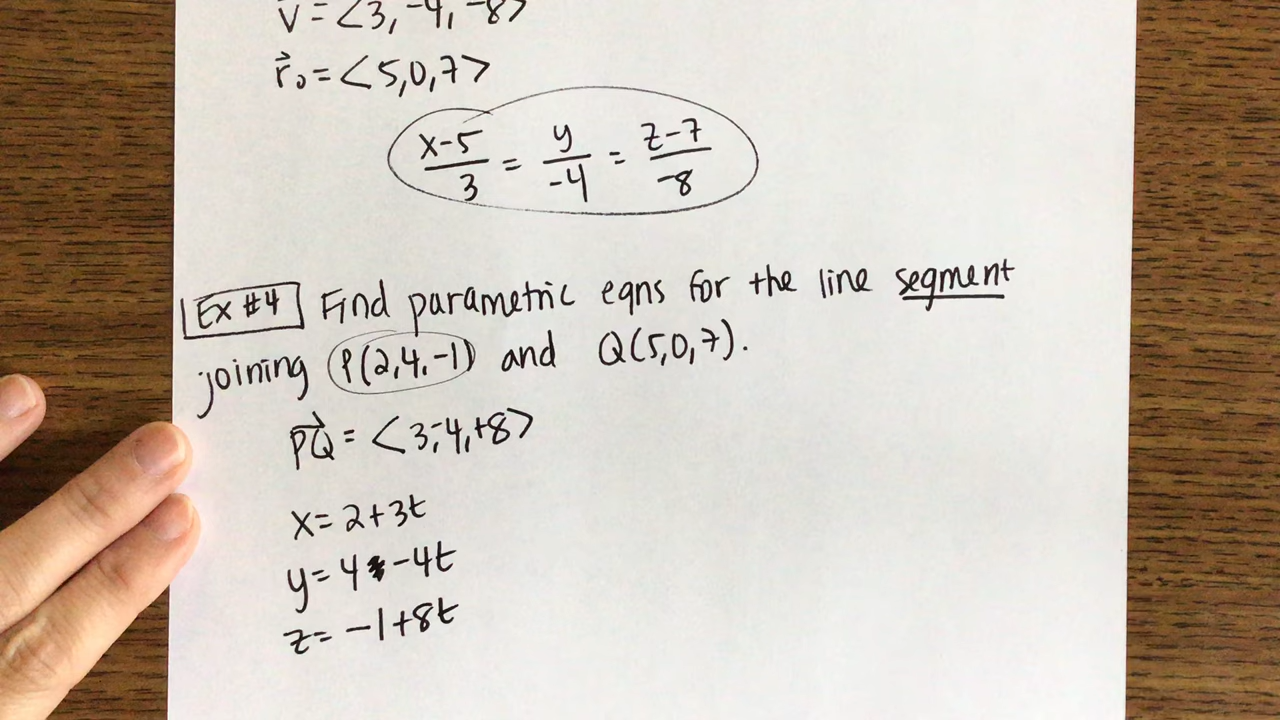 v⃗ = <3, -4, -8>
r⃗₀ = <5,0,7>
x-5/3 = y/-4 = z-7/-8
Ex #4 Find parametric eqns for the line segment
joining P(2,4,-1) and Q(5,0,7).
PQ⃗ = <3,-4,+8>
x= 2+3t
y= 4 -4t
z= -1+8t